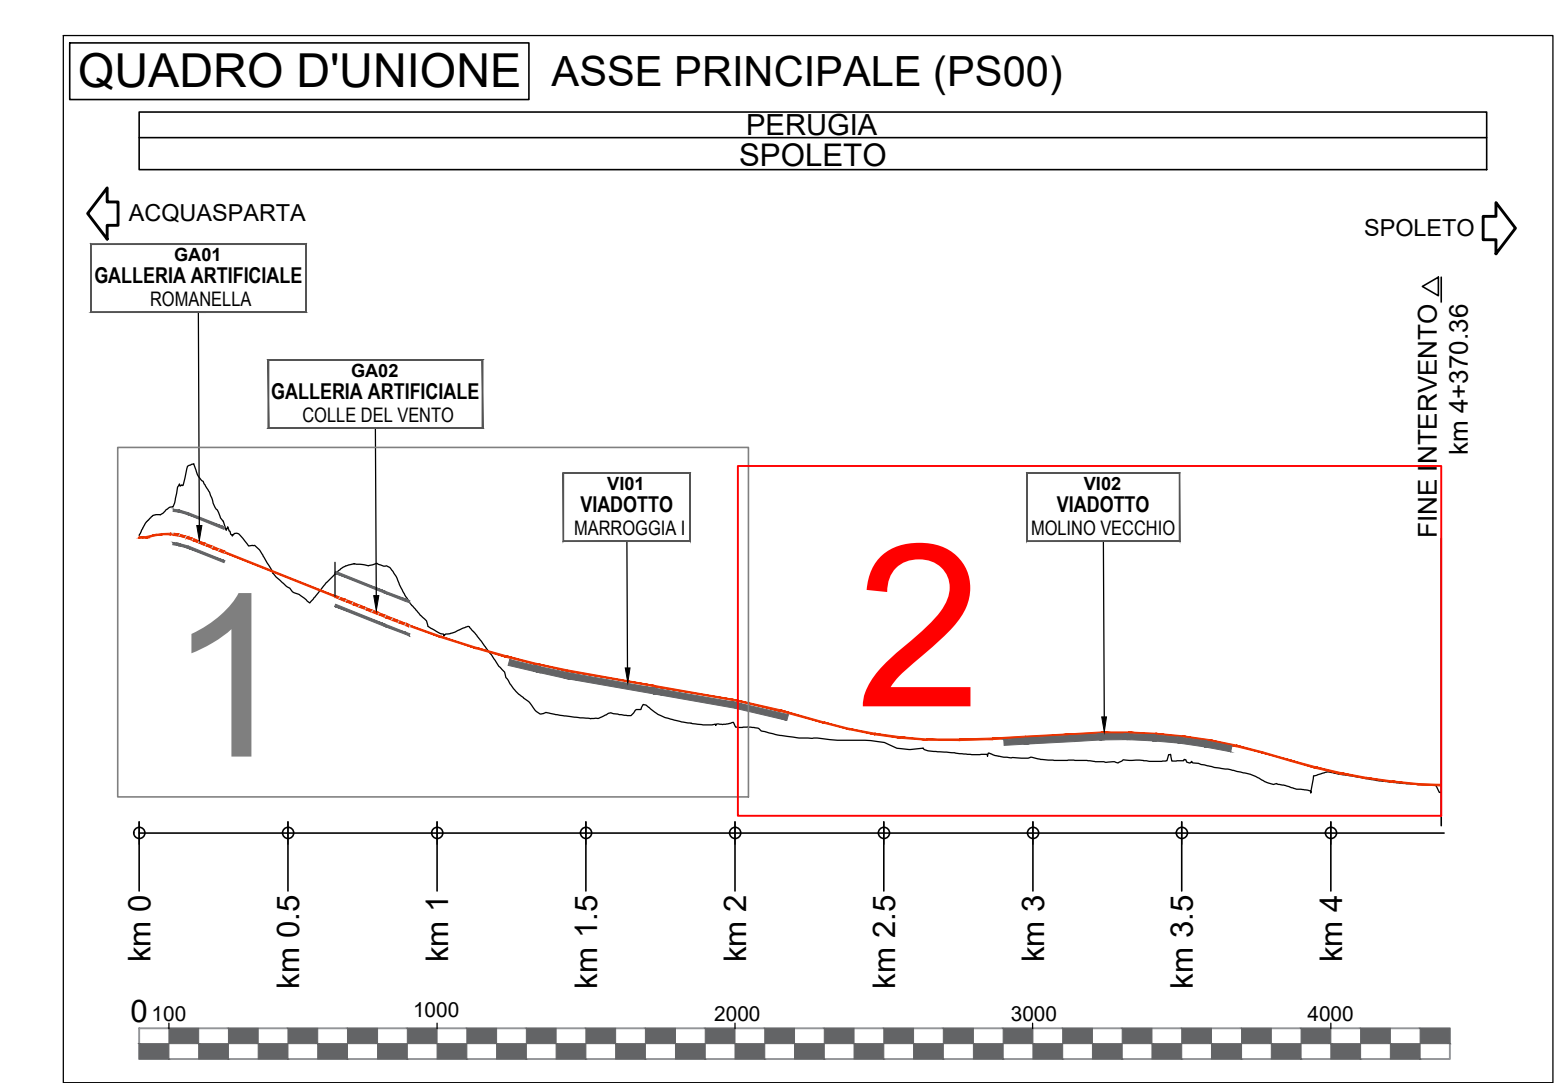 QUADRO D'UNIONE ASSE PRINCIPALE (PS00)
PERUGIA
SPOLETO
ACQUASPARTA
SPOLETO
GA01
GALLERIA ARTIFICIALE
ROMANELLA
GA02
GALLERIA ARTIFICIALE
COLLE DEL VENTO
VI01
VIADOTTO
MARROGGIA I
VI02
VIADOTTO
MOLINO VECCHIO
FINE INTERVENTO
km 4+370.36
1
2
km 0
km 0.5
km 1
km 1.5
km 2
km 2.5
km 3
km 3.5
km 4
0 100 1000 2000 3000 4000